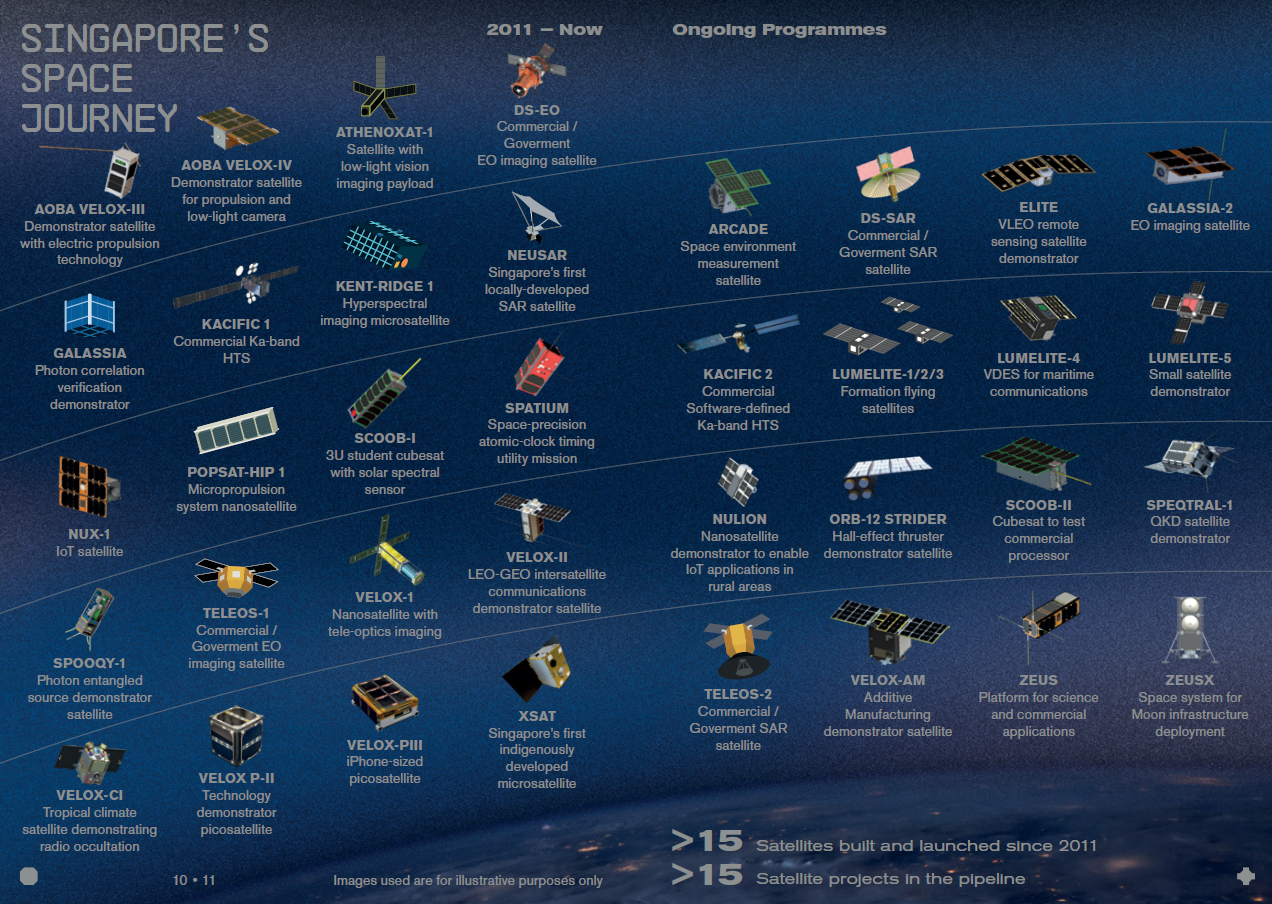 SINGAPORE'S
SPACE
JOURNEY
2011 – Now
AOBA VELOX-III
Demonstrator satellite
with electric propulsion
technology
AOBA VELOX-IV
Demonstrator satellite
for propulsion and
low-light camera
ATHENOXAT-1
Satellite with
low-light vision
imaging payload
DS-EO
Commercial /
Goverment
EO imaging satellite
GALASSIA
Photon correlation
verification
demonstrator
KACIFIC 1
Commercial Ka-band
HTS
KENT-RIDGE 1
Hyperspectral
imaging microsatellite
NEUSAR
Singapore's first
locally-developed
SAR satellite
NUX-1
IoT satellite
POPSAT-HIP 1
Micropropulsion
system nanosatellite
SCOOB-I
3U student cubesat
with solar spectral
sensor
SPATIUM
Space-precision
atomic-clock timing
utility mission
SPOOQY-1
Photon entangled
source demonstrator
satellite
TELEOS-1
Commercial /
Goverment EO
imaging satellite
VELOX-1
Nanosatellite with
tele-optics imaging
VELOX-II
LEO-GEO intersatellite
communications
demonstrator satellite
VELOX-CI
Tropical climate
satellite demonstrating
radio occultation
VELOX P-II
Technology
demonstrator
picosatellite
VELOX-PIII
iPhone-sized
picosatellite
XSAT
Singapore's first
indigenously
developed
microsatellite
Ongoing Programmes
ARCADE
Space environment
measurement
satellite
DS-SAR
Commercial /
Goverment SAR
satellite
ELITE
VLEO remote
sensing satellite
demonstrator
GALASSIA-2
EO imaging satellite
KACIFIC 2
Commercial
Software-defined
Ka-band HTS
LUMELITE-1/2/3
Formation flying
satellites
LUMELITE-4
VDES for maritime
communications
LUMELITE-5
Small satellite
demonstrator
NULION
Nanosatellite
demonstrator to enable
IoT applications in
rural areas
ORB-12 STRIDER
Hall-effect thruster
demonstrator satellite
SCOOB-II
Cubesat to test
commercial
processor
SPEQTRAL-1
QKD satellite
demonstrator
TELEOS-2
Commercial /
Goverment SAR
satellite
VELOX-AM
Additive
Manufacturing
demonstrator satellite
ZEUS
Platform for science
and commercial
applications
ZEUSX
Space system for
Moon infrastructure
deployment
>15 Satellites built and launched since 2011
>15 Satellite projects in the pipeline
10 • 11
Images used are for illustrative purposes only